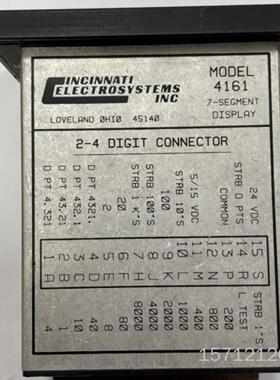 CINCINNATI
ELECTROSYSTEMS
INC
LOVELAND OHIO 45140
MODEL
4161
7-SEGMENT
DISPLAY
2-4 DIGIT CONNECTOR
24 VDC 15 S STRB 1'S
STRB D PTS 14 R L TEST
COMMON 13 P 200
12 N 800
5/15 VDC 11 M 400
STRB 10'S 10 L 1000
100 9 K 2000
STRB 100'S 8 J 4000
STRB 1'K'S 7 H 8000
20 6 F 80
2 5 E 8
D PT 4321. 4 D 40
D PT 432.1 3 C 10
D PT 43.21 2 B 1
D PT 4.321 1 A 4